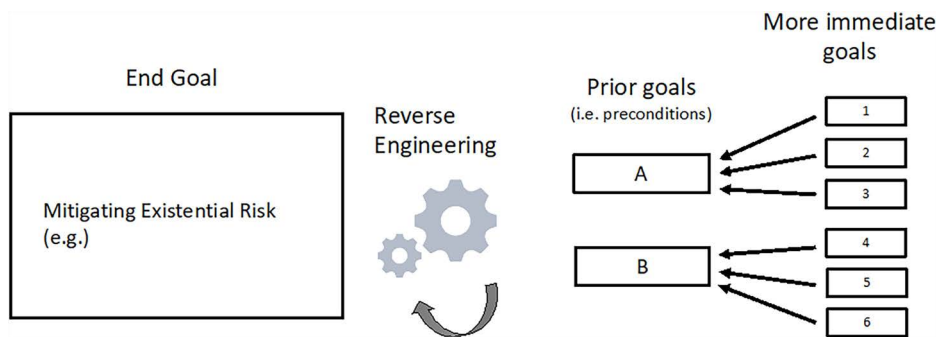 End Goal
Mitigating Existential Risk
(e.g.)
Reverse
Engineering
Prior goals
(i.e. preconditions)
A
B
More immediate
goals
1
2
3
4
5
6